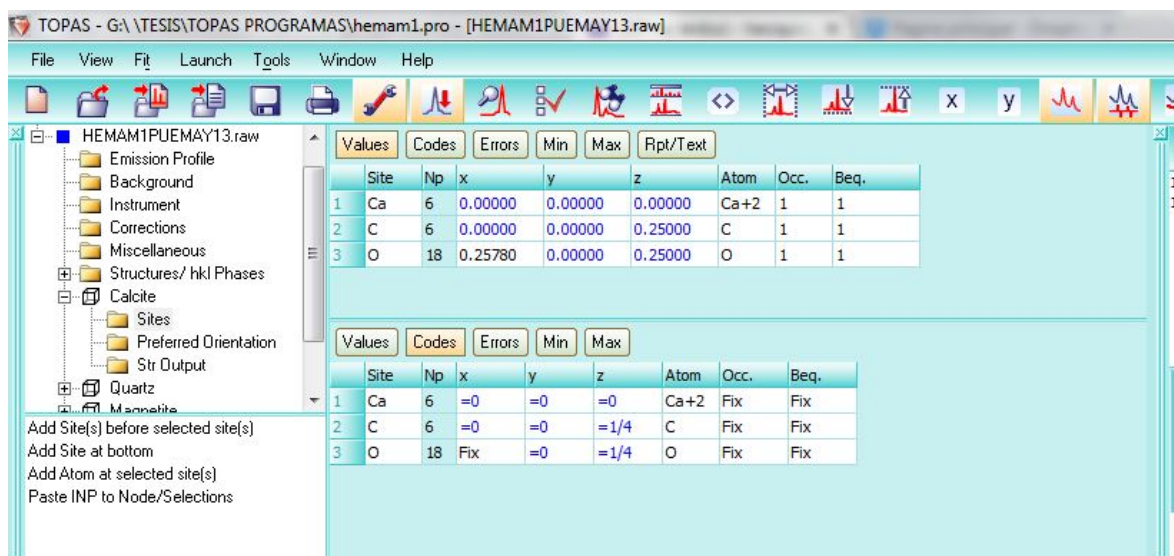 TOPAS - G:\ \TESIS\TOPAS PROGRAMAS\hemam1.pro - [HEMAM1PUEMAY13.raw]
File View Fit Launch Tools Window Help
x y
HEMAM1PUEMAY13.raw
Emission Profile
Background
Instrument
Corrections
Miscellaneous
Structures/ hkl Phases
Calcite
Sites
Preferred Orientation
Str Output
Quartz
Magnetite
Add Site(s) before selected site(s)
Add Site at bottom
Add Atom at selected site(s)
Paste INP to Node/Selections
Values Codes Errors Min Max Rpt/Text
Site Np x y z Atom Occ. Beq.
1 Ca 6 0.00000 0.00000 0.00000 Ca+2 1 1
2 C 6 0.00000 0.00000 0.25000 C 1 1
3 O 18 0.25780 0.00000 0.25000 O 1 1
Values Codes Errors Min Max
Site Np x y z Atom Occ. Beq.
1 Ca 6 =0 =0 =0 Ca+2 Fix Fix
2 C 6 =0 =0 =1/4 C Fix Fix
3 O 18 Fix =0 =1/4 O Fix Fix